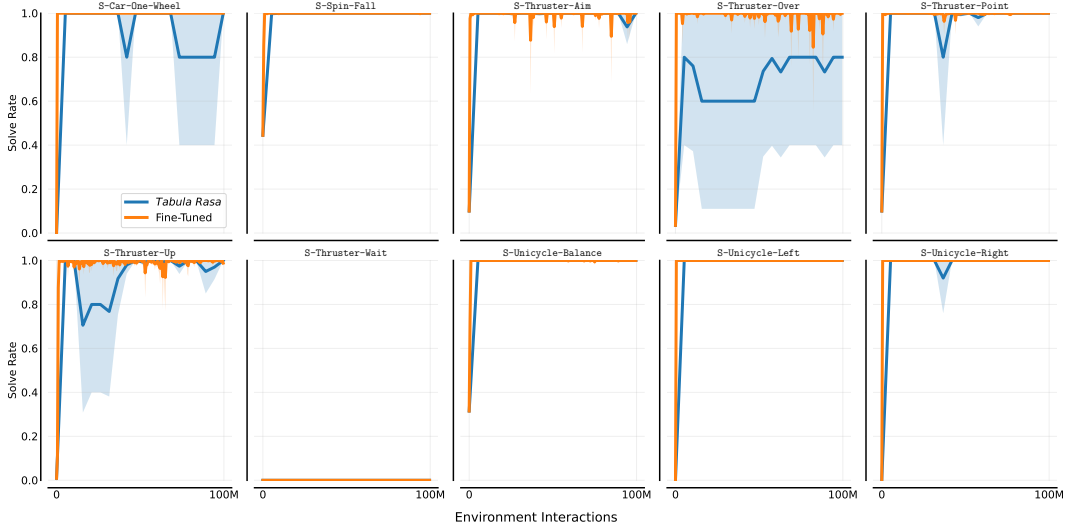 S-Car-One-Wheel
S-Spin-Fall
S-Thruster-Aim
S-Thruster-Over
S-Thruster-Point
1.0
0.8
0.6
0.4
0.2
0.0
Solve Rate
Tabula Rasa
Fine-Tuned
S-Thruster-Up
S-Thruster-Wait
S-Unicycle-Balance
S-Unicycle-Left
S-Unicycle-Right
1.0
0.8
0.6
0.4
0.2
0.0
Solve Rate
0 100M
0 100M
0 100M
0 100M
0 100M
Environment Interactions